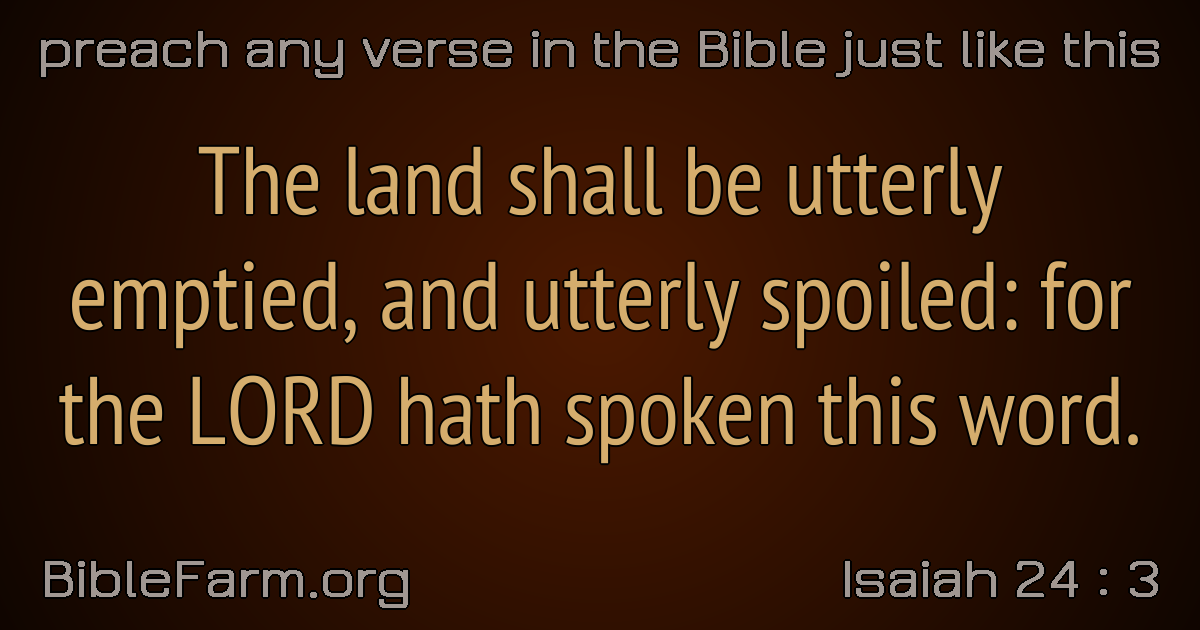 preach any verse in the Bible just like this
The land shall be utterly
emptied, and utterly spoiled: for
the LORD hath spoken this word.
BibleFarm.org
Isaiah 24 : 3